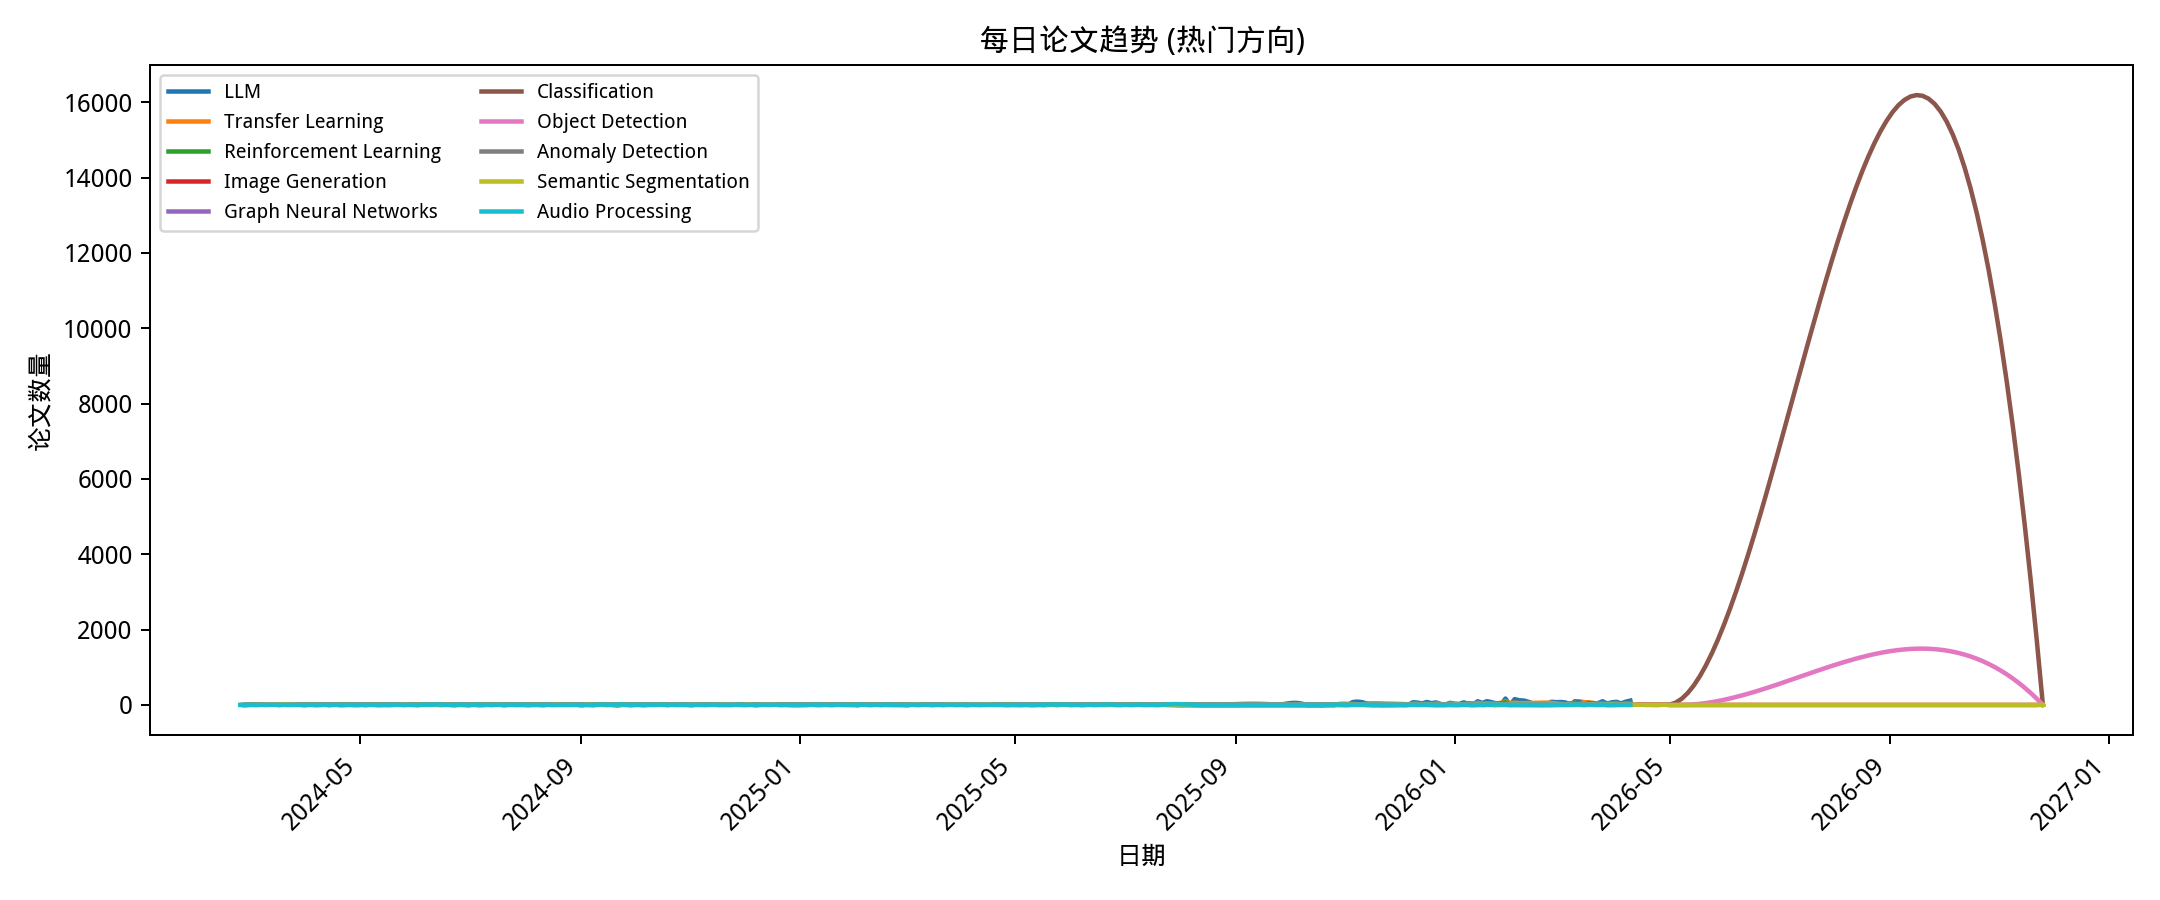 每日论文趋势 (热门方向)
LLM
Transfer Learning
Reinforcement Learning
Image Generation
Graph Neural Networks
Classification
Object Detection
Anomaly Detection
Semantic Segmentation
Audio Processing
论文数量
16000
14000
12000
10000
8000
6000
4000
2000
0
2024-05
2024-09
2025-01
2025-05
2025-09
2026-01
2026-05
2026-09
2027-01
日期